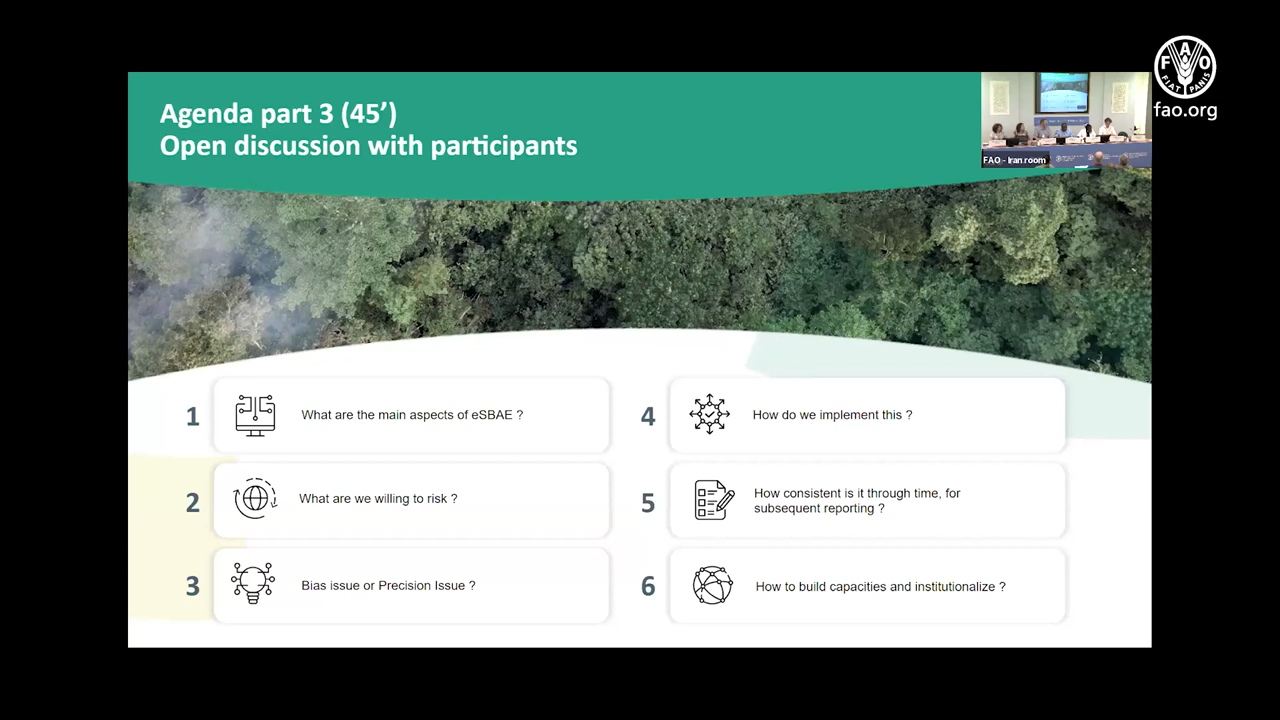 Agenda part 3 (45’)
Open discussion with participants
FAO - Iran room
F A O
FIAT PANIS
fao.org
1
What are the main aspects of eSBAE ?
2
What are we willing to risk ?
3
Bias issue or Precision Issue ?
4
How do we implement this ?
5
How consistent is it through time, for
subsequent reporting ?
6
How to build capacities and institutionalize ?